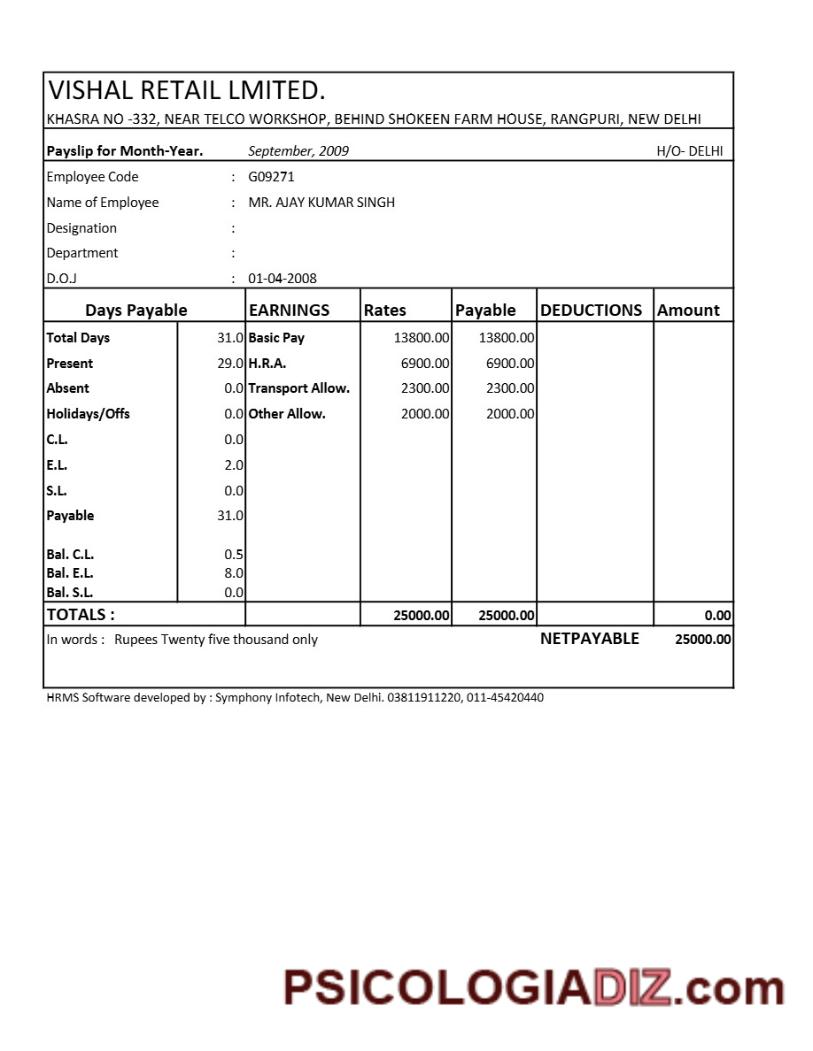 VISHAL RETAIL LMITED.
KHASRA NO -332, NEAR TELCO WORKSHOP, BEHIND SHOKEEN FARM HOUSE, RANGPURI, NEW DELHI
Payslip for Month-Year. September, 2009 H/O- DELHI
Employee Code : G09271
Name of Employee : MR. AJAY KUMAR SINGH
Designation :
Department :
D.O.J : 01-04-2008
Days Payable EARNINGS Rates Payable DEDUCTIONS Amount
Total Days 31.0 Basic Pay 13800.00 13800.00
Present 29.0 H.R.A. 6900.00 6900.00
Absent 0.0 Transport Allow. 2300.00 2300.00
Holidays/Offs 0.0 Other Allow. 2000.00 2000.00
C.L. 0.0
E.L. 2.0
S.L. 0.0
Payable 31.0
Bal. C.L. 0.5
Bal. E.L. 8.0
Bal. S.L. 0.0
TOTALS : 25000.00 25000.00 0.00
In words : Rupees Twenty five thousand only NETPAYABLE 25000.00
HRMS Software developed by : Symphony Infotech, New Delhi. 03811911220, 011-45420440
PSICOLOGIADIZ.com